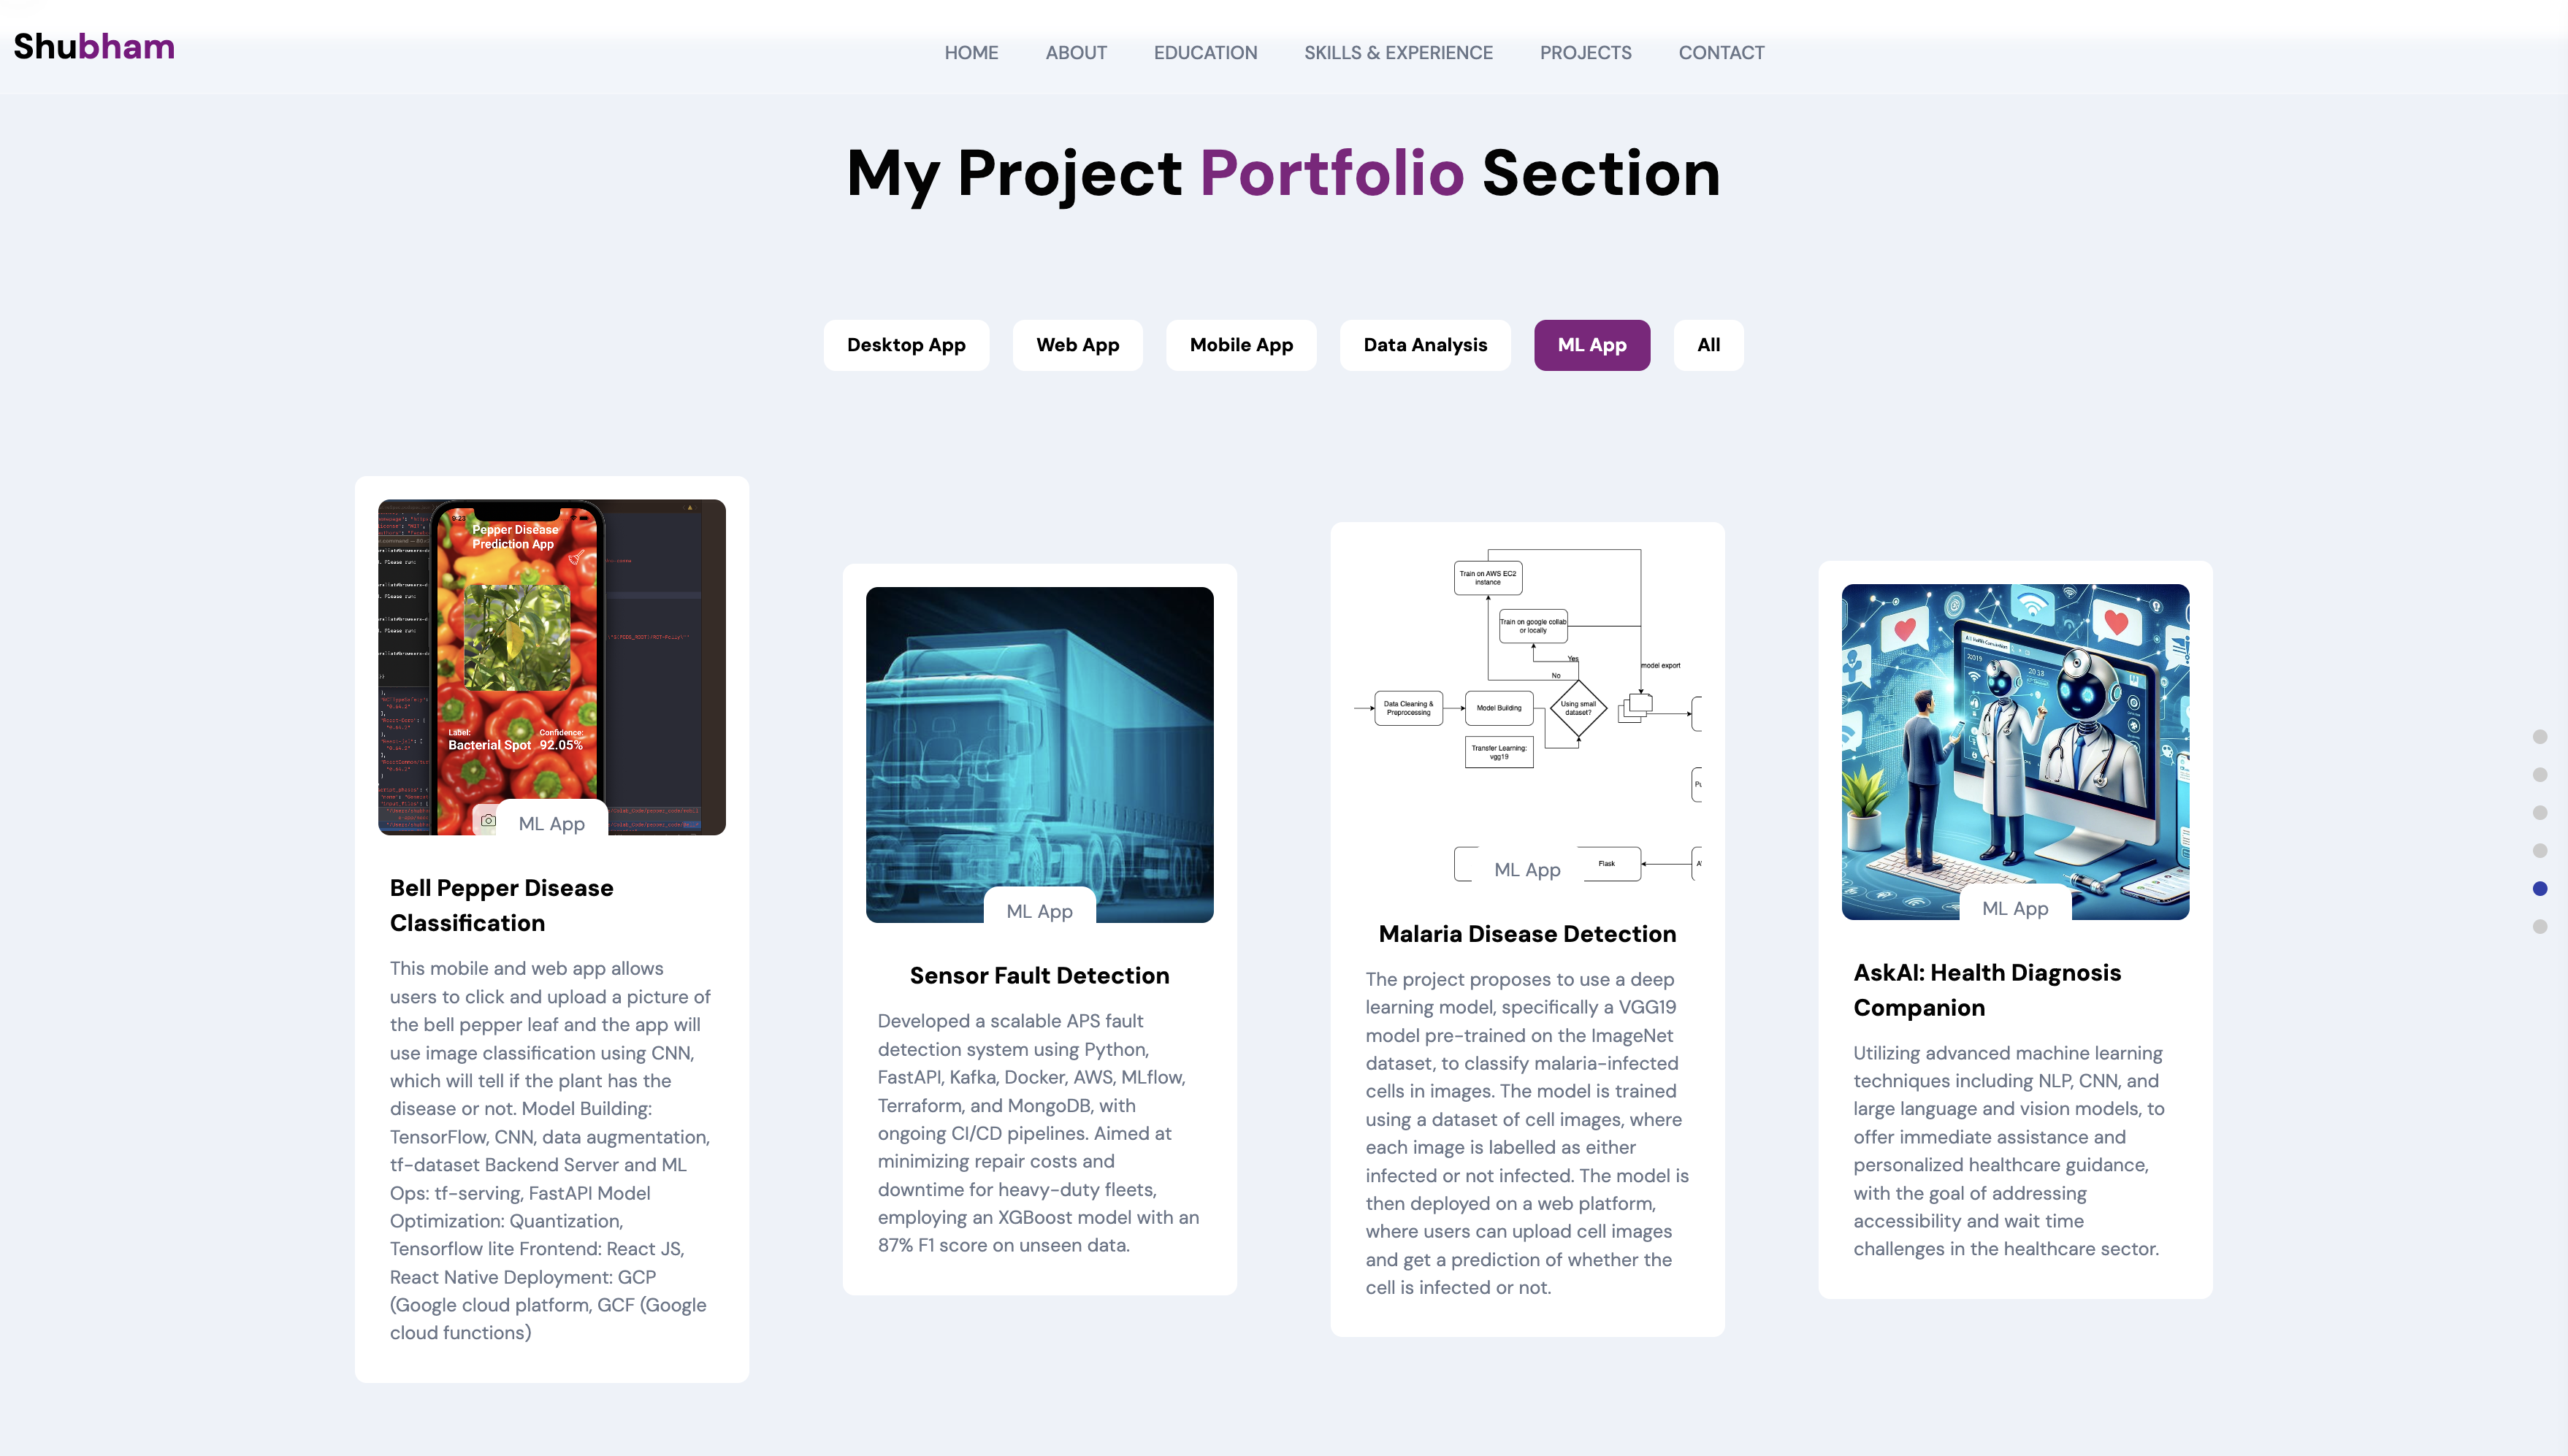 Shubham
HOME
ABOUT
EDUCATION
SKILLS & EXPERIENCE
PROJECTS
CONTACT
My Project Portfolio Section
Desktop App
Web App
Mobile App
Data Analysis
ML App
All
9:23
Pepper Disease
Prediction App
Label:
Bacterial Spot
Confidence:
92.05%
ML App
Bell Pepper Disease
Classification
This mobile and web app allows
users to click and upload a picture of
the bell pepper leaf and the app will
use image classification using CNN,
which will tell if the plant has the
disease or not. Model Building:
TensorFlow, CNN, data augmentation,
tf-dataset Backend Server and ML
Ops: tf-serving, FastAPI Model
Optimization: Quantization,
Tensorflow lite Frontend: React JS,
React Native Deployment: GCP
(Google cloud platform, GCF (Google
cloud functions)
ML App
Sensor Fault Detection
Developed a scalable APS fault
detection system using Python,
FastAPI, Kafka, Docker, AWS, MLflow,
Terraform, and MongoDB, with
ongoing CI/CD pipelines. Aimed at
minimizing repair costs and
downtime for heavy-duty fleets,
employing an XGBoost model with an
87% F1 score on unseen data.
Train on AWS EC2
instance
Train on google collab
or locally
Yes
model export
No
Data Cleaning &
Preprocessing
Model Building
Using small
dataset?
Transfer Learning:
vgg19
Flask
ML App
Malaria Disease Detection
The project proposes to use a deep
learning model, specifically a VGG19
model pre-trained on the ImageNet
dataset, to classify malaria-infected
cells in images. The model is trained
using a dataset of cell images, where
each image is labelled as either
infected or not infected. The model is
then deployed on a web platform,
where users can upload cell images
and get a prediction of whether the
cell is infected or not.
ML App
AskAI: Health Diagnosis
Companion
Utilizing advanced machine learning
techniques including NLP, CNN, and
large language and vision models, to
offer immediate assistance and
personalized healthcare guidance,
with the goal of addressing
accessibility and wait time
challenges in the healthcare sector.